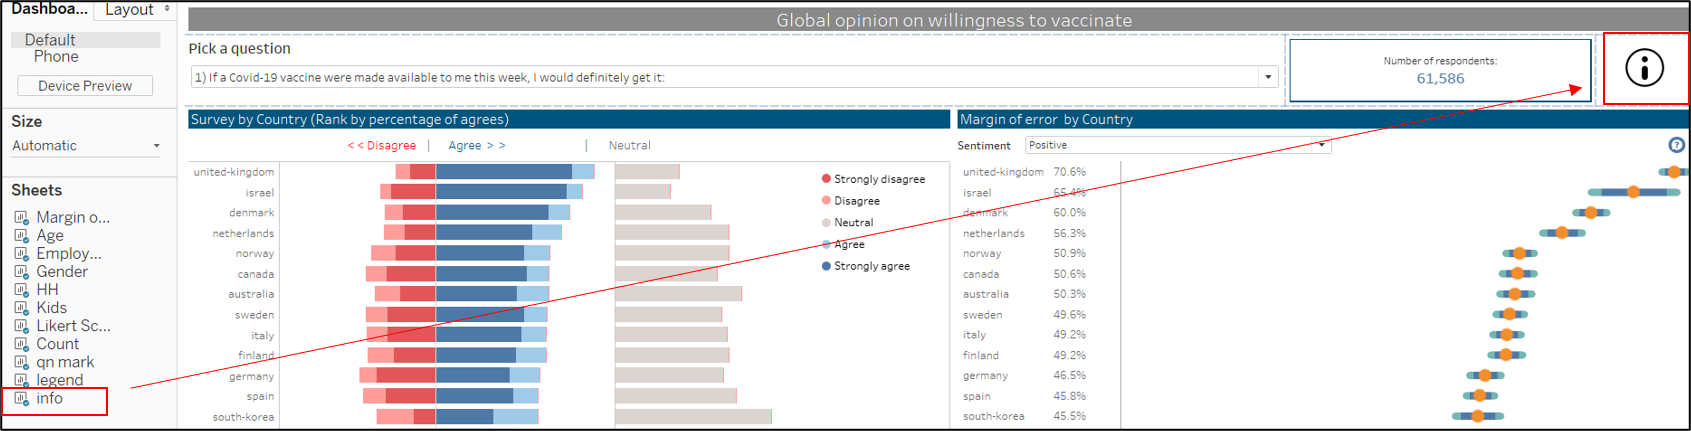 Dashboa...
Layout
Default
Phone
Device Preview
Size
Automatic
Sheets
Margin o...
Age
Employ...
Gender
HH
Kids
Likert Sc...
Count
qn mark
legend
info
Global opinion on willingness to vaccinate
Pick a question
1) If a Covid-19 vaccine were made available to me this week, I would definitely get it:
Number of respondents:
61,586
i
Survey by Country (Rank by percentage of agrees)
<< Disagree | Agree >> | Neutral
united-kingdom
israel
denmark
netherlands
norway
canada
australia
sweden
italy
finland
germany
spain
south-korea
Strongly disagree
Disagree
Neutral
Agree
Strongly agree
Margin of error by Country
Sentiment
Positive
?
united-kingdom 70.6%
israel 65.4%
denmark 60.0%
netherlands 56.3%
norway 50.9%
canada 50.6%
australia 50.3%
sweden 49.6%
italy 49.2%
finland 49.2%
germany 46.5%
spain 45.8%
south-korea 45.5%